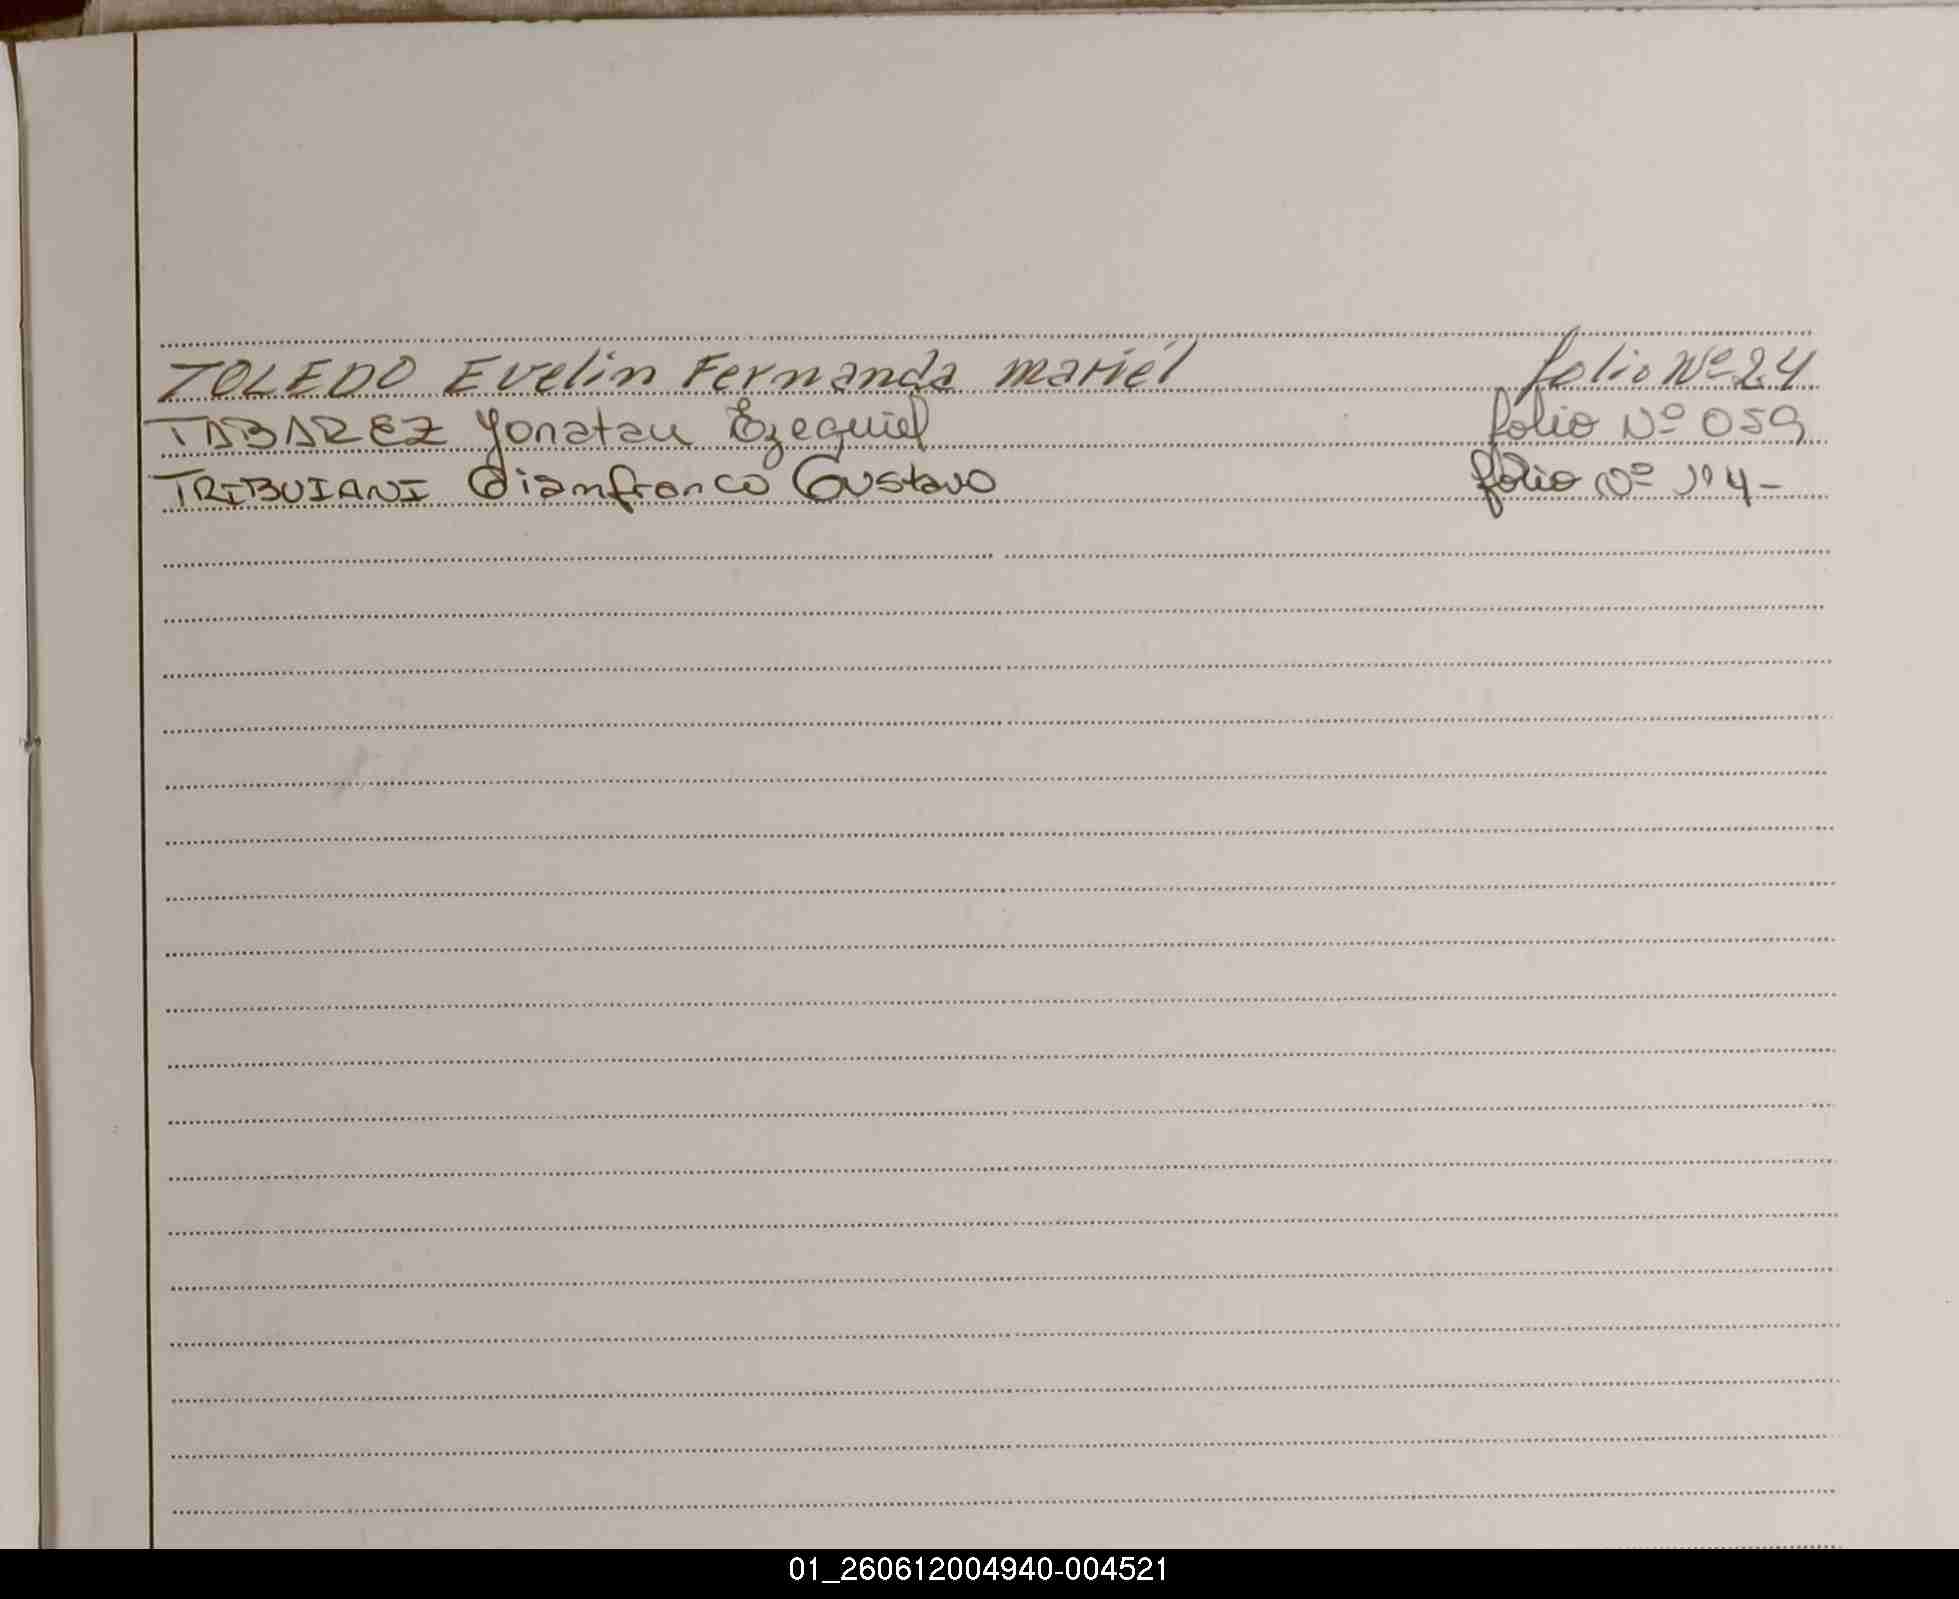 TOLEDO Evelin Fernanda Mariel folio Nº 24
TABAREZ Yonatan Ezequiel folio Nº 059
TRIBUIANI Gianfranco Gustavo folio Nº
01_260612004940-004521